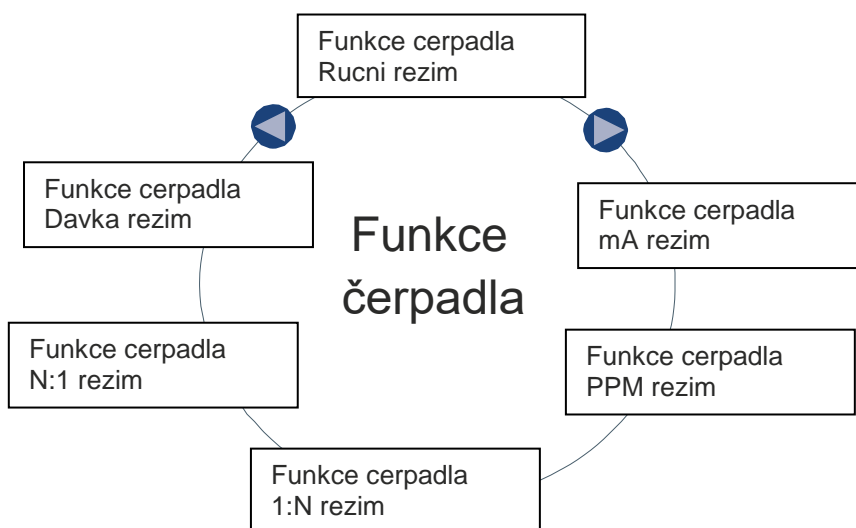 Funkce cerpadla
Rucni rezim
Funkce cerpadla
Davka rezim
Funkce
čerpadla
Funkce cerpadla
mA rezim
Funkce cerpadla
N:1 rezim
Funkce cerpadla
PPM rezim
Funkce cerpadla
1:N rezim